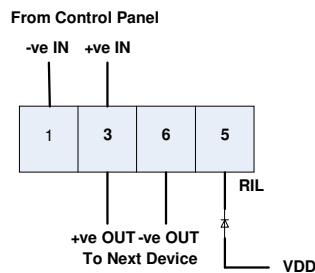 From Control Panel
-ve IN +ve IN
1 3 6 5
RIL
+ve OUT -ve OUT
To Next Device
VDD